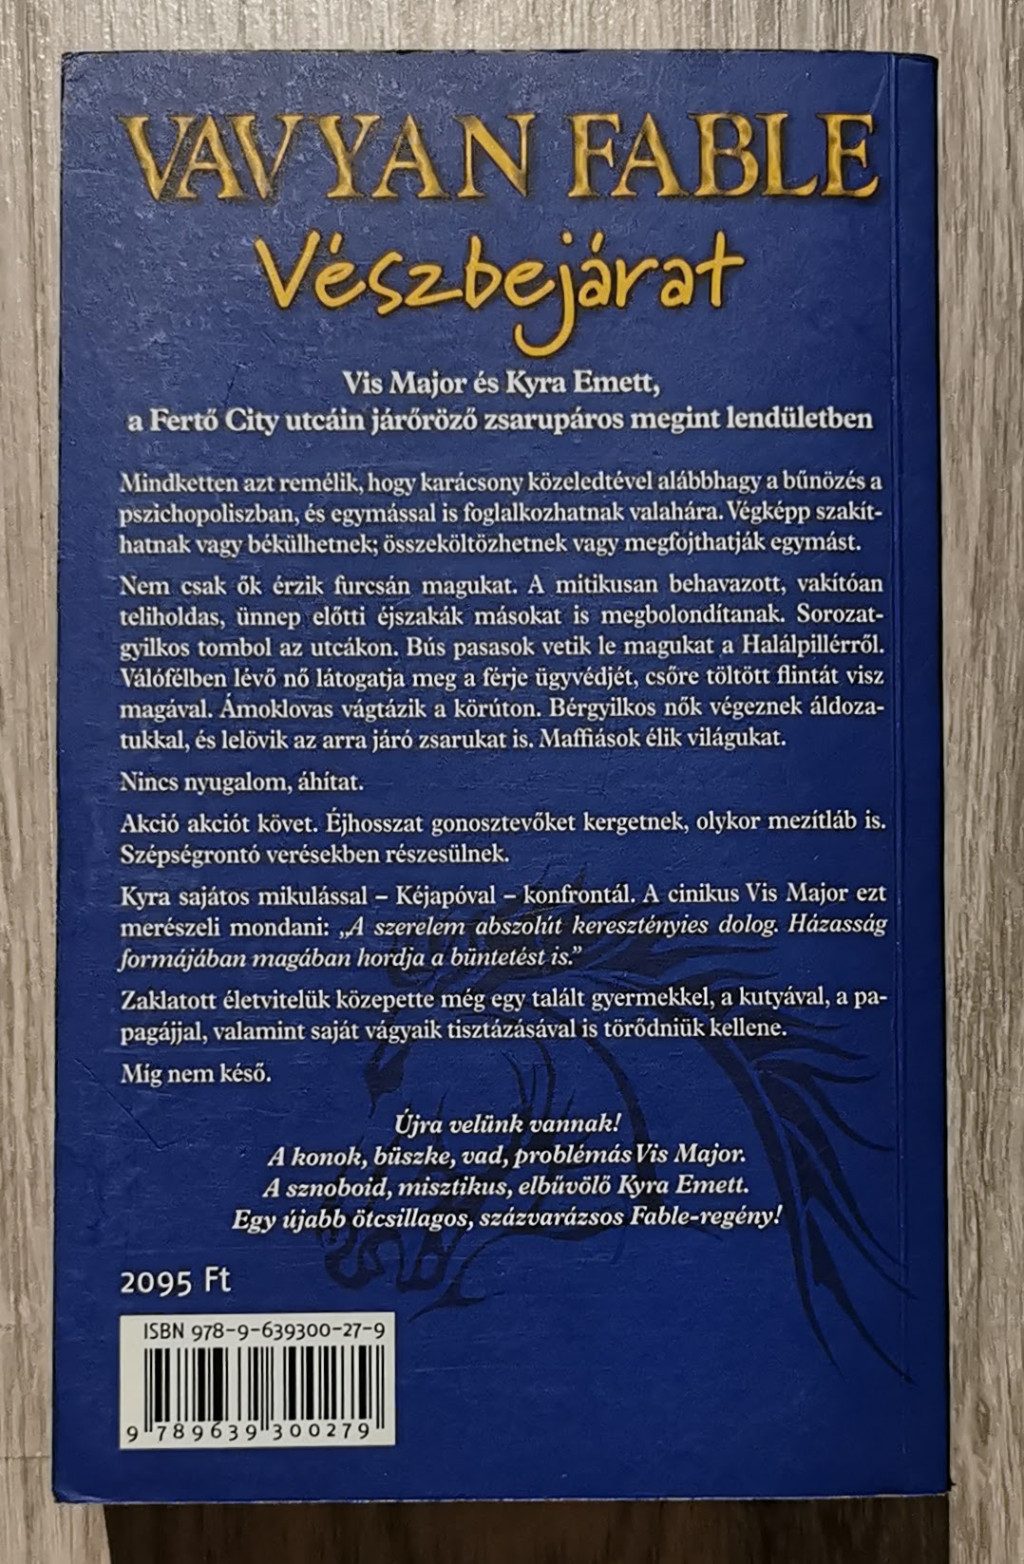 VAVYAN FABLE
Vészbejárat
Vis Major és Kyra Emett,
a Fertő City utcáin járőröző zsarupáros megint lendületben
Mindketten azt remélik, hogy karácsony közeledtével alábbhagy a bűnözés a
pszichopoliszban, és egymással is foglalkozhatnak valahára. Végképp szakít-
hatnak vagy békülhetnek; összeköltözhetnek vagy megfojthatják egymást.
Nem csak ők érzik furcsán magukat. A mitikusan behavazott, vakítóan
teliholdas, ünnep előtti éjszakák másokat is megbolondítanak. Sorozat-
gyilkos tombol az utcákon. Bús pasasok vetik le magukat a Halálpillérről.
Válófélben lévő nő látogatja meg a férje ügyvédjét, csőre töltött flintát visz
magával. Ámoklovas vágtázik a körúton. Bérgyilkos nők végeznek áldoza-
tukkal, és lelövik az arra járó zsarukat is. Maffiások élik világukat.
Nincs nyugalom, áhítat.
Akció akciót követ. Éjhosszat gonosztevőket kergetnek, olykor mezítláb is.
Szépségrontó verésekben részesülnek.
Kyra sajátos mikulással – Kéjapóval – konfrontál. A cinikus Vis Major ezt
merészeli mondani: „A szerelem abszolút keresztényies dolog. Házasság
formájában magában hordja a büntetést is.”
Zaklatott életvitelük közepette még egy talált gyermekkel, a kutyával, a pa-
pagájjal, valamint saját vágyaik tisztázásával is törődniük kellene.
Míg nem késő.
Újra velünk vannak!
A konok, büszke, vad, problémás Vis Major.
A sznoboid, misztikus, elbűvölő Kyra Emett.
Egy újabb ötcsillagos, százvarázsos Fable-regény!
2095 Ft
ISBN 978-9-639300-27-9
9 789639 300279